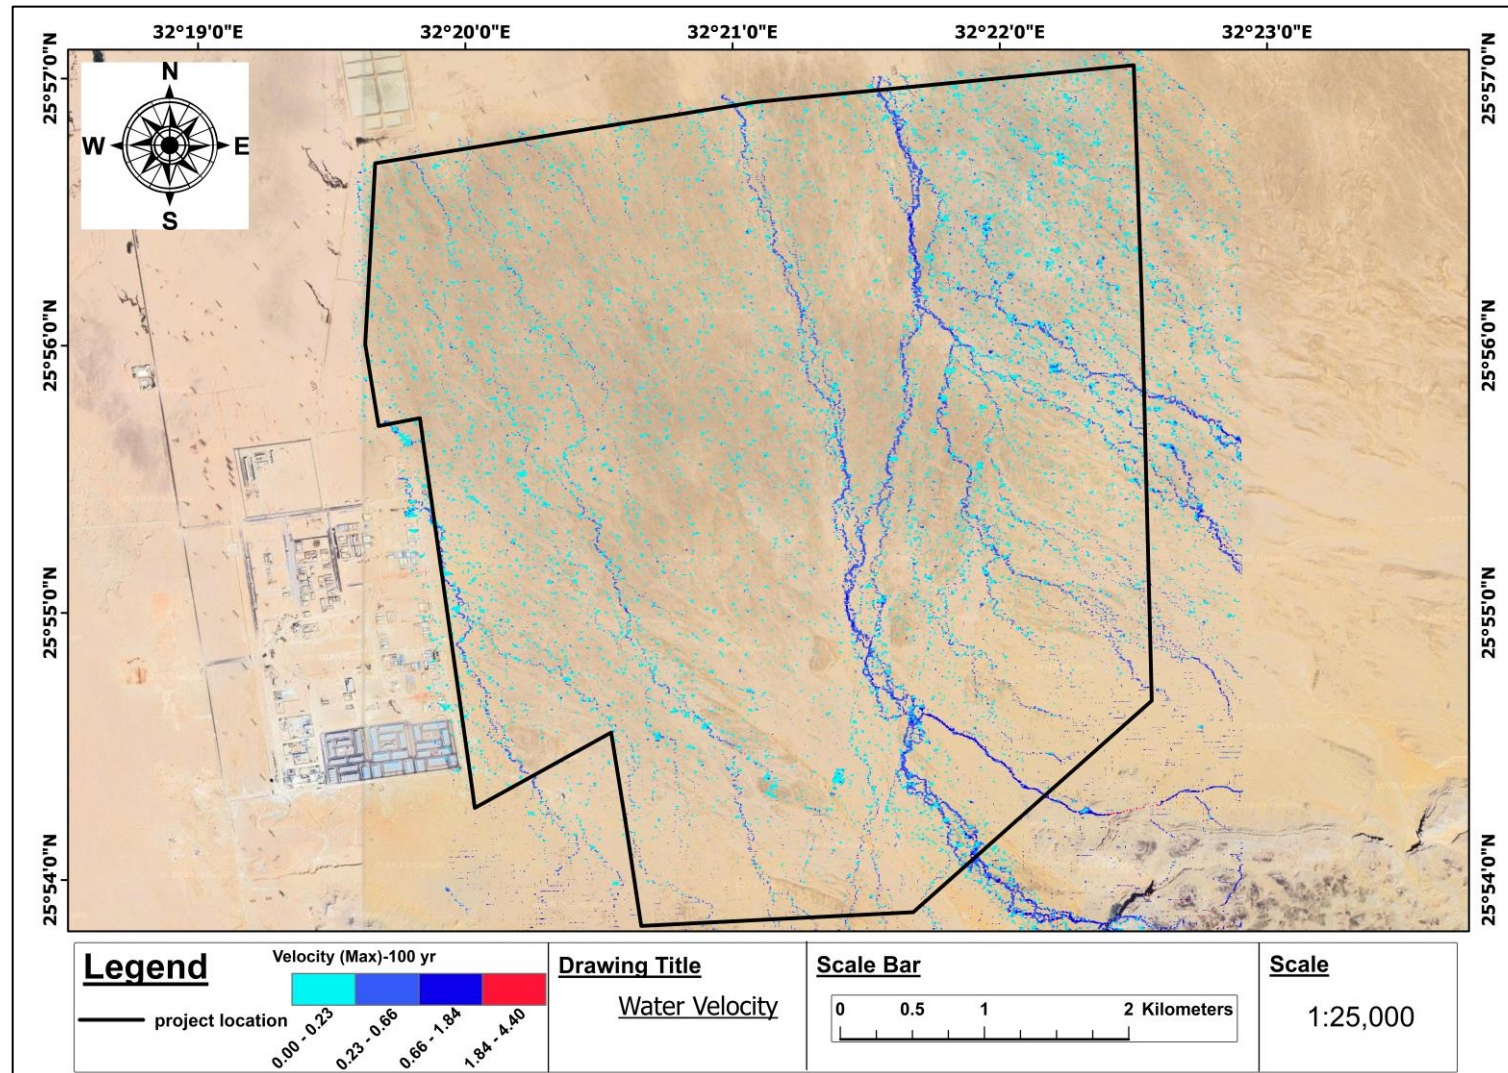 32°19'0"E 32°20'0"E 32°21'0"E 32°22'0"E 32°23'0"E
25°57'0"N
25°57'0"N
N
W
E
S
25°56'0"N
25°56'0"N
25°55'0"N
25°55'0"N
25°54'0"N
25°54'0"N
Legend
project location
Velocity (Max)-100 yr
0.00 - 0.23
0.23 - 0.66
0.66 - 1.84
1.84 - 4.40
Drawing Title
Water Velocity
Scale Bar
0 0.5 1 2 Kilometers
Scale
1:25,000